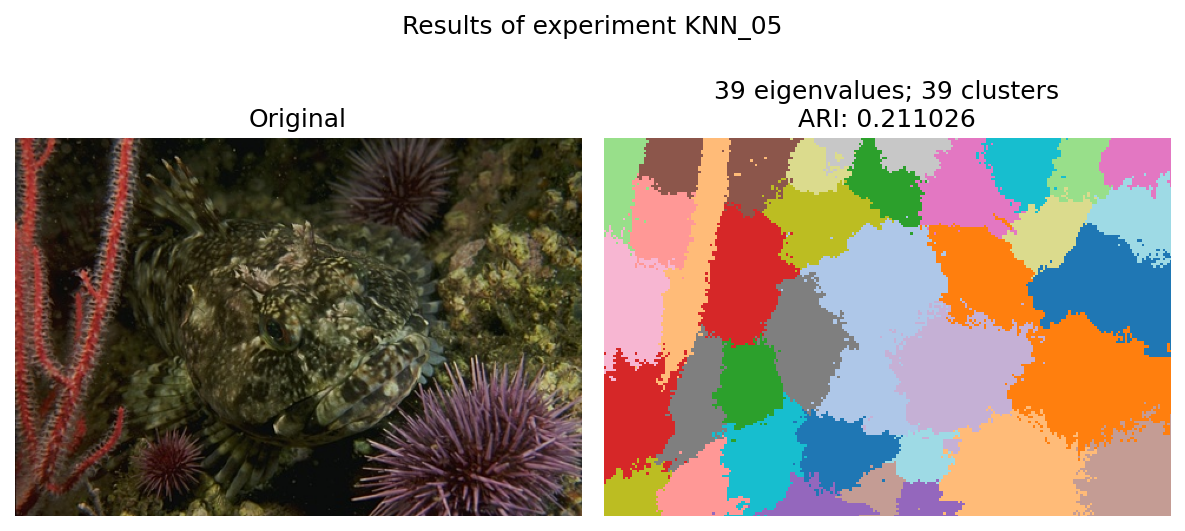 Results of experiment KNN_05
Original
39 eigenvalues; 39 clusters
ARI: 0.211026